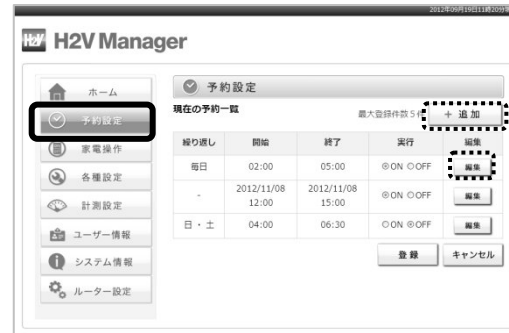 2012年09月19日11時20分
H2V H2V Manager
ホーム
予約設定
家電操作
各種設定
計測設定
ユーザー情報
システム情報
ルーター設定
予約設定
現在の予約一覧 最大登録件数5件 + 追加
繰り返し 開始 終了 実行 編集
毎日 02:00 05:00 ON OFF 編集
- 2012/11/08 12:00 2012/11/08 15:00 ON OFF 編集
日・土 04:00 06:30 ON OFF 編集
登録 キャンセル